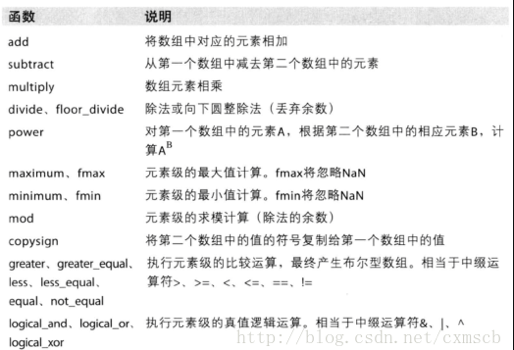 函数 说明
add 将数组中对应的元素相加
subtract 从第一个数组中减去第二个数组中的元素
multiply 数组元素相乘
divide、floor_divide 除法或向下圆整除法（丢弃余数）
power 对第一个数组中的元素A，根据第二个数组中的相应元素B，计
算A^B
maximum、fmax 元素级的最大值计算。fmax将忽略NaN
minimum、fmin 元素级的最小值计算。fmin将忽略NaN
mod 元素级的求模计算（除法的余数）
copysign 将第二个数组中的值的符号复制给第一个数组中的值
greater、greater_equal、 执行元素级的比较运算，最终产生布尔型数组。相当于中缀运
less、less_equal、 算符>、>=、<、<=、==、!=
equal、not_equal
logical_and、logical_or、 执行元素级的真值逻辑运算。相当于中缀运算符&、|、^
logical_xor
http://blog.csdn.net/cxmscb